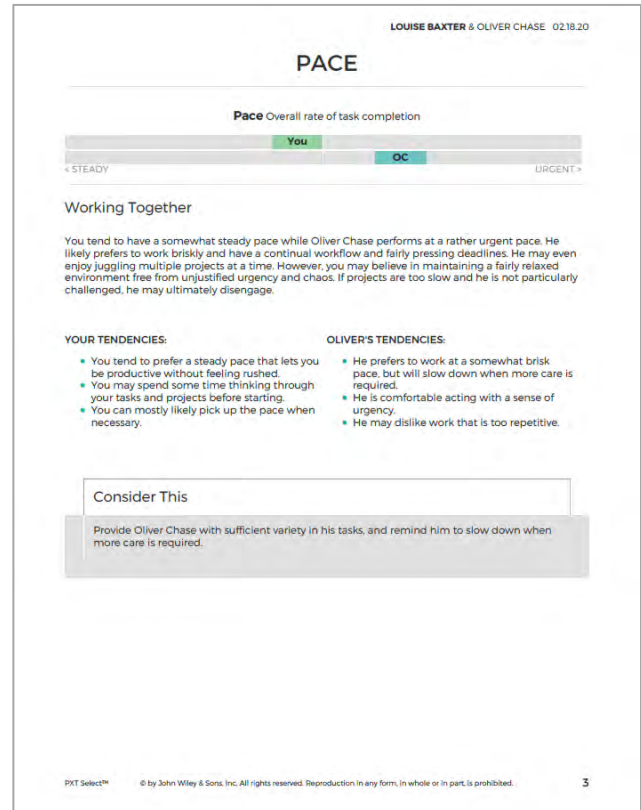 LOUISE BAXTER & OLIVER CHASE 02.18.20
PACE
Pace Overall rate of task completion
You
OC
< STEADY URGENT >
Working Together
You tend to have a somewhat steady pace while Oliver Chase performs at a rather urgent pace. He
likely prefers to work briskly and have a continual workflow and fairly pressing deadlines. He may even
enjoy juggling multiple projects at a time. However, you may believe in maintaining a fairly relaxed
environment free from unjustified urgency and chaos. If projects are too slow and he is not particularly
challenged, he may ultimately disengage.
YOUR TENDENCIES:
• You tend to prefer a steady pace that lets you
be productive without feeling rushed.
• You may spend some time thinking through
your tasks and projects before starting.
• You can mostly likely pick up the pace when
necessary.
OLIVER'S TENDENCIES:
• He prefers to work at a somewhat brisk
pace, but will slow down when more care is
required.
• He is comfortable acting with a sense of
urgency.
• He may dislike work that is too repetitive.
Consider This
Provide Oliver Chase with sufficient variety in his tasks, and remind him to slow down when
more care is required.
PXT Select™ © by John Wiley & Sons, Inc. All rights reserved. Reproduction in any form, in whole or in part, is prohibited. 3